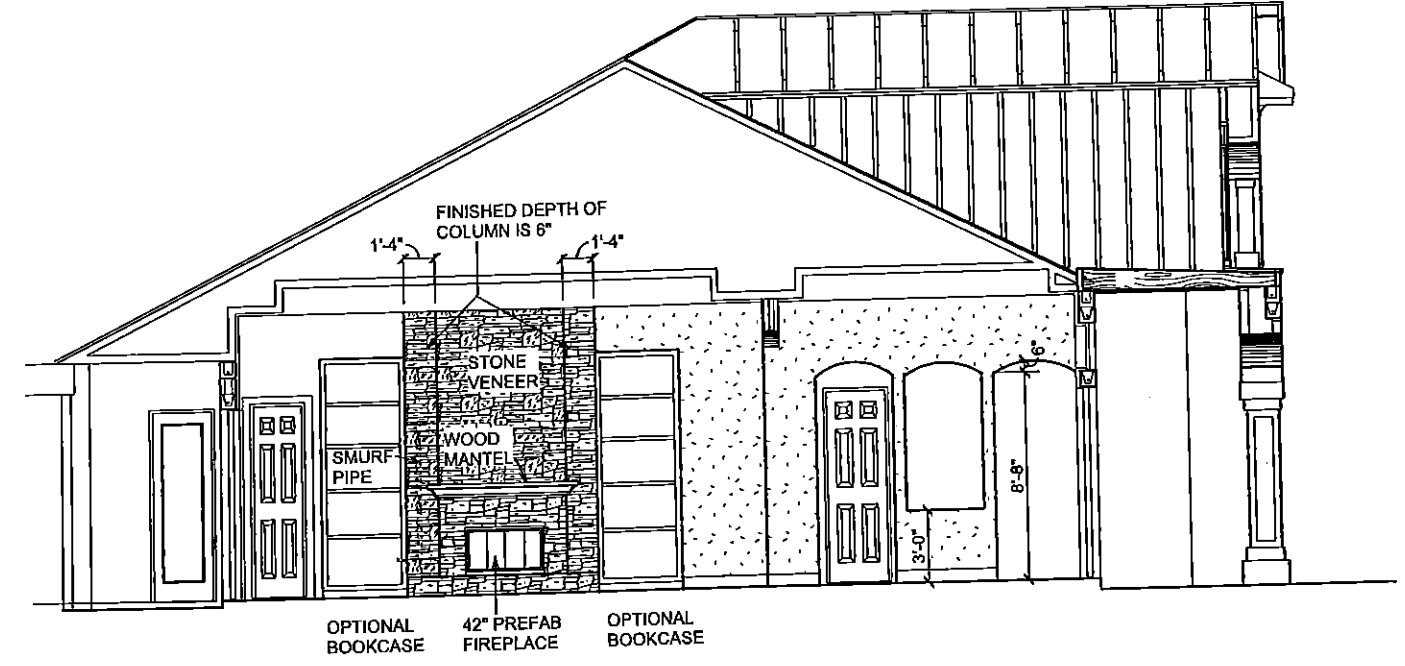 FINISHED DEPTH OF
COLUMN IS 6"
1'-4"
1'-4"
STONE
VENEER
6"
WOOD
MANTEL
SMURF
PIPE
8'-8"
3'-0"
OPTIONAL
BOOKCASE
42" PREFAB
FIREPLACE
OPTIONAL
BOOKCASE